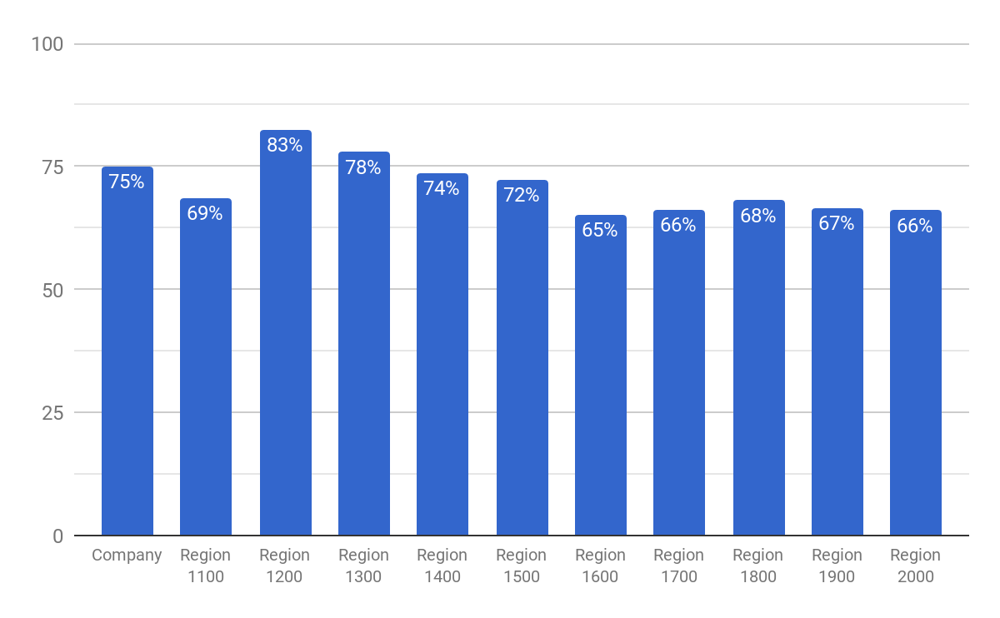 100
75
50
25
0
75%
69%
83%
78%
74%
72%
65%
66%
68%
67%
66%
Company
Region
1100
Region
1200
Region
1300
Region
1400
Region
1500
Region
1600
Region
1700
Region
1800
Region
1900
Region
2000